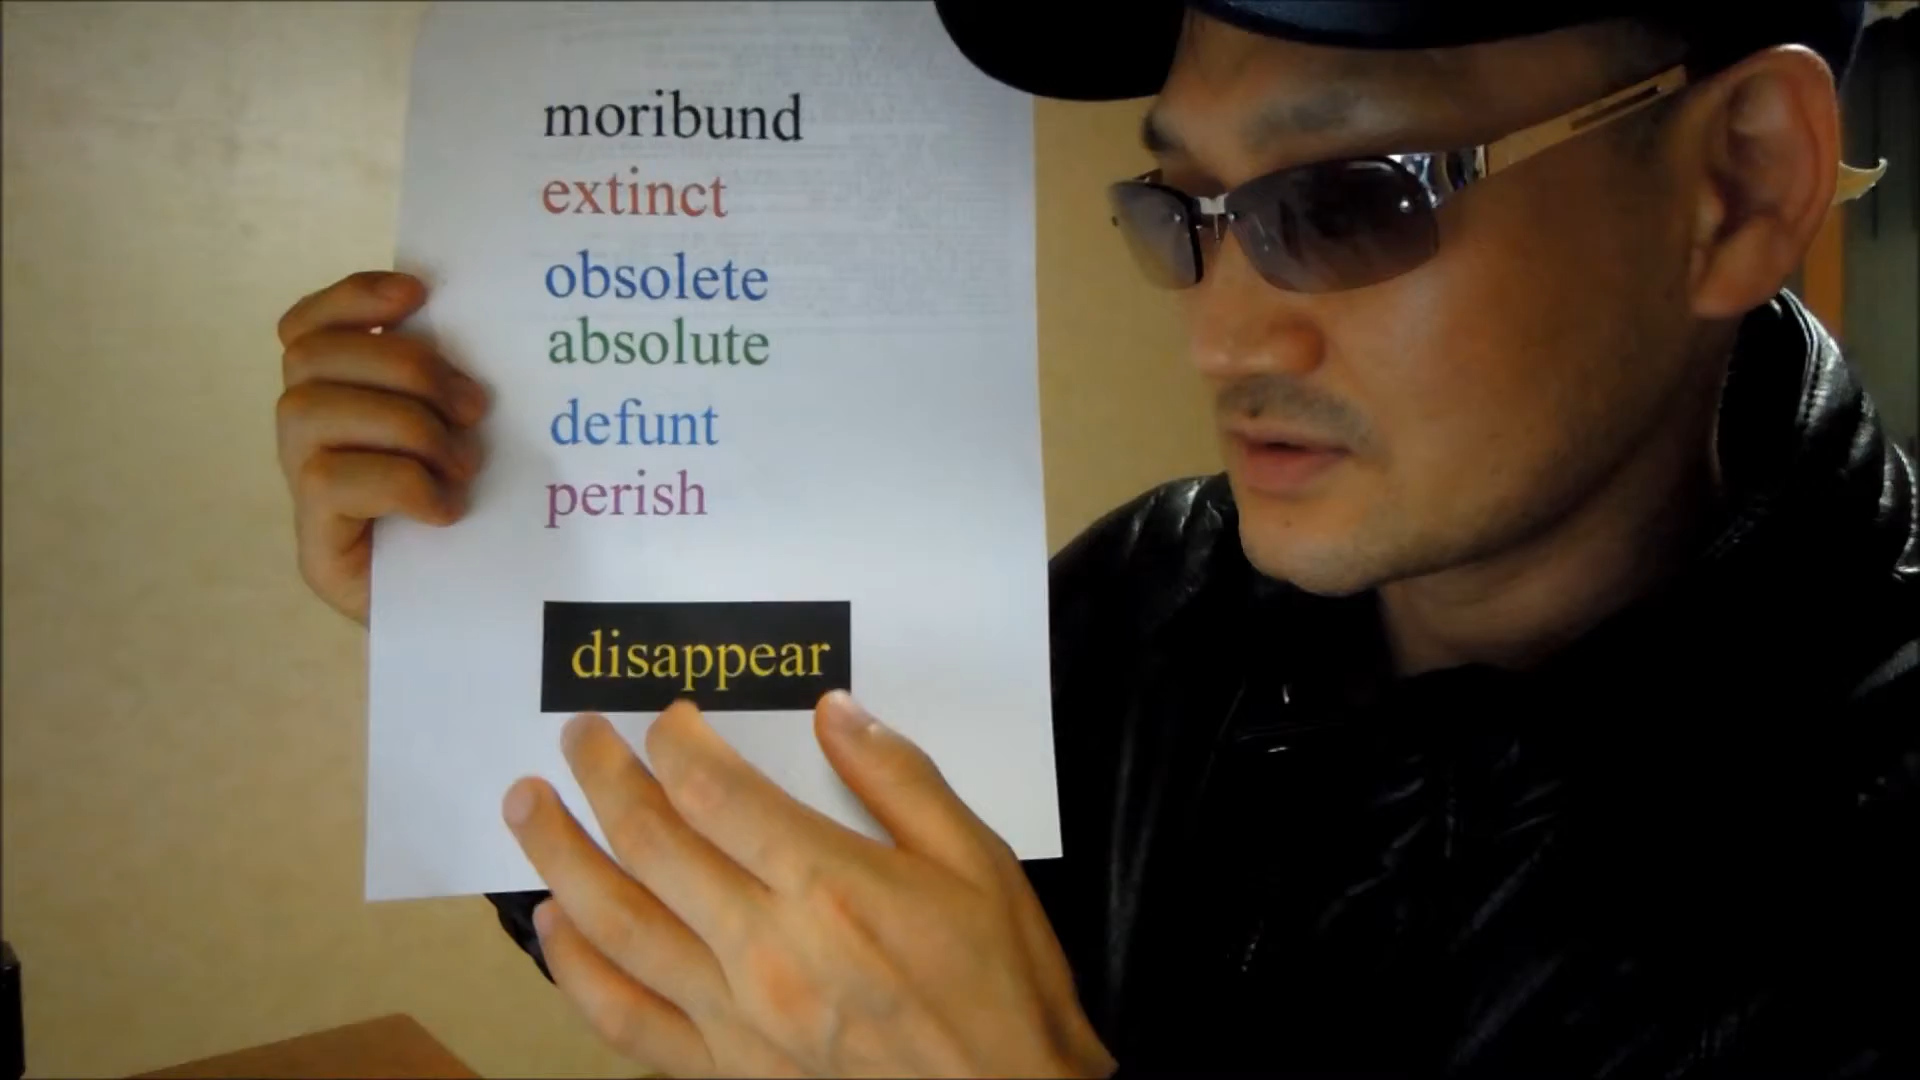 moribund
extinct
obsolete
absolute
defunt
perish
disappear